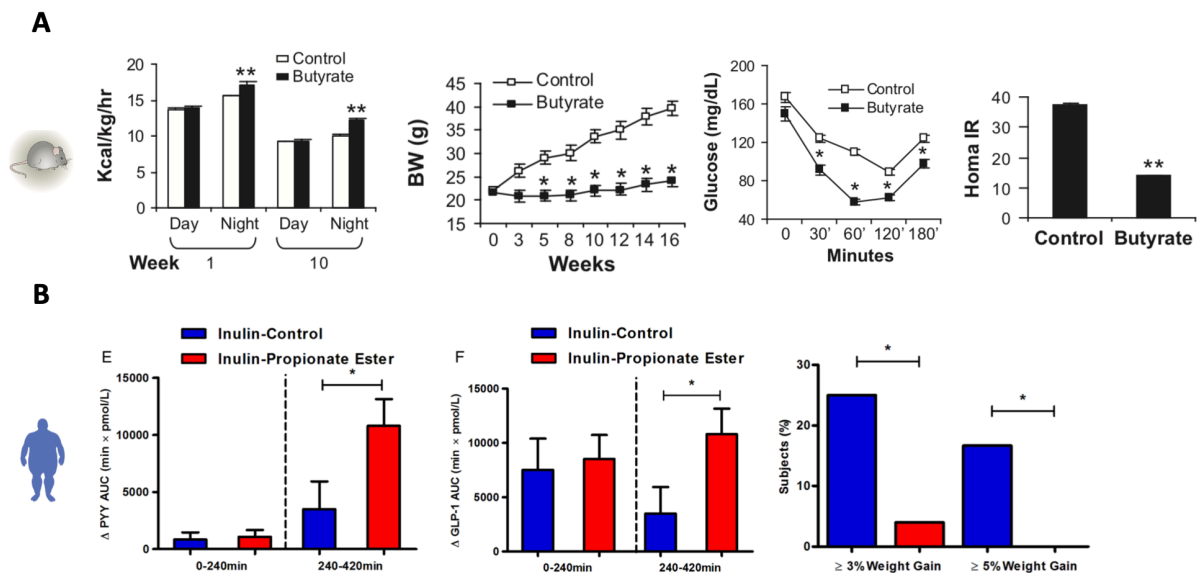 A
Kcal/kg/hr
20
15
10
5
0
Control
Butyrate
**
**
Day Night Day Night
Week 1 10
BW (g)
45
40
35
30
25
20
15
Control
Butyrate
* * * * * *
0 3 5 8 10 12 14 16
Weeks
Glucose (mg/dL)
200
160
120
80
40
Control
Butyrate
* * * *
0 30' 60' 120' 180'
Minutes
Homa IR
40
30
20
10
0
**
Control Butyrate
B
E
Inulin-Control
Inulin-Propionate Ester
Δ PYY AUC (min × pmol/L)
15000
10000
5000
0
*
0-240min 240-420min
F
Inulin-Control
Inulin-Propionate Ester
Δ GLP-1 AUC (min × pmol/L)
15000
10000
5000
0
*
0-240min 240-420min
Subjects (%)
30
20
10
0
*
*
≥ 3% Weight Gain ≥ 5% Weight Gain